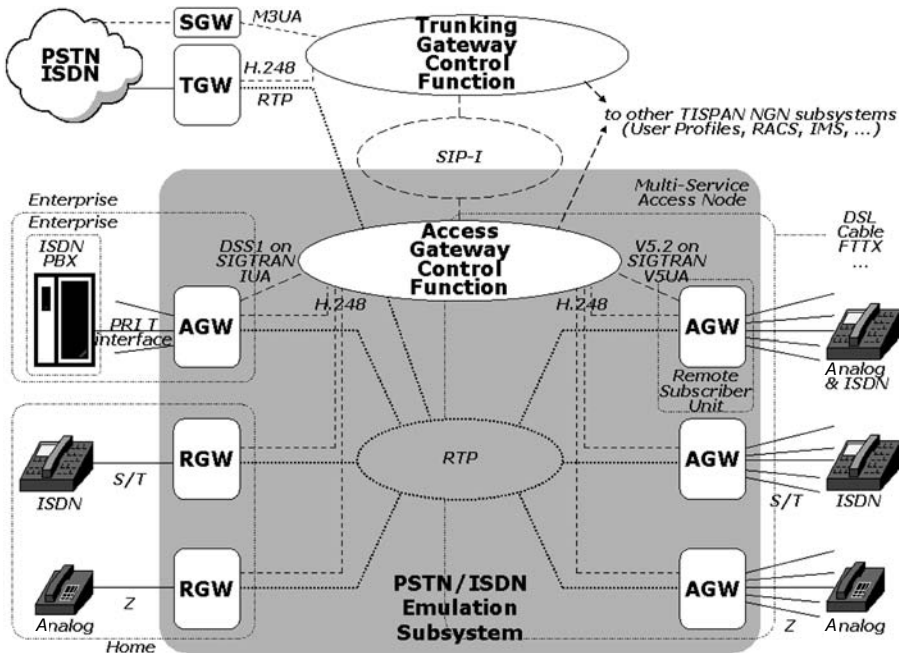 SGW
M3UA
PSTN
ISDN
TGW
H.248
RTP
Trunking
Gateway
Control
Function
to other TISPAN NGN subsystems
(User Profiles, RACS, IMS, ...)
SIP-I
Multi-Service
Access Node
Enterprise
Enterprise
ISDN
PBX
DSS1 on
SIGTRAN
IUA
Access
Gateway
Control
Function
V5.2 on
SIGTRAN
V5UA
DSL
Cable
FTTX
...
H.248
H.248
PRI T
interface
AGW
AGW
Remote
Subscriber
Unit
Analog
& ISDN
RTP
ISDN
S/T
RGW
AGW
S/T
ISDN
Analog
Z
RGW
PSTN/ISDN
Emulation
Subsystem
AGW
Z
Analog
Home